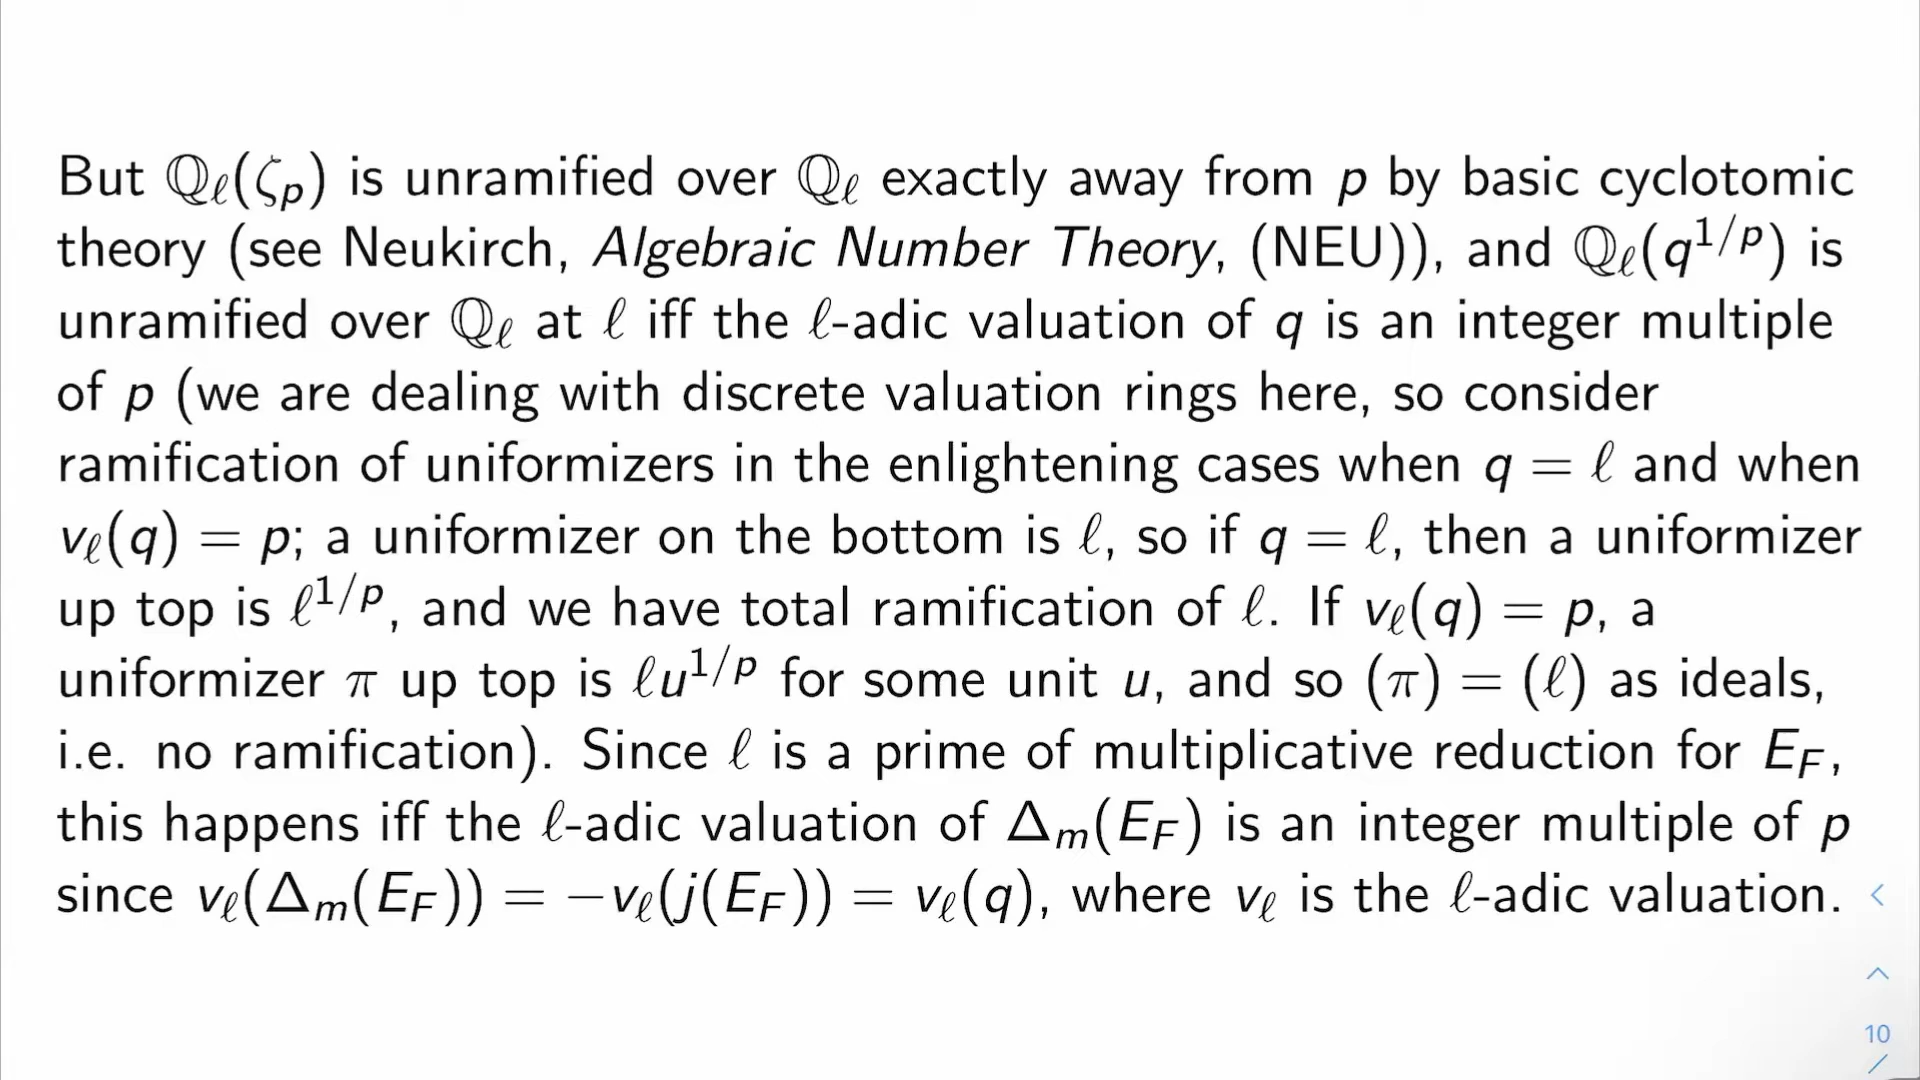 But ℚℓ(ζₚ) is unramified over ℚℓ exactly away from p by basic cyclotomic
theory (see Neukirch, Algebraic Number Theory, (NEU)), and ℚℓ(q^{1/p}) is
unramified over ℚℓ at ℓ iff the ℓ-adic valuation of q is an integer multiple
of p (we are dealing with discrete valuation rings here, so consider
ramification of uniformizers in the enlightening cases when q = ℓ and when
v_ℓ(q) = p; a uniformizer on the bottom is ℓ, so if q = ℓ, then a uniformizer
up top is ℓ^{1/p}, and we have total ramification of ℓ. If v_ℓ(q) = p, a
uniformizer π up top is ℓu^{1/p} for some unit u, and so (π) = (ℓ) as ideals,
i.e. no ramification). Since ℓ is a prime of multiplicative reduction for E_F,
this happens iff the ℓ-adic valuation of Δ_m(E_F) is an integer multiple of p
since v_ℓ(Δ_m(E_F)) = −v_ℓ(j(E_F)) = v_ℓ(q), where v_ℓ is the ℓ-adic valuation.
10
/